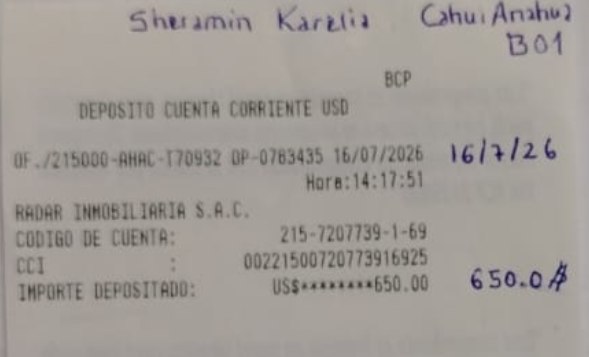 Sheramin Karelia Cahui Anahua
B01
BCP
DEPOSITO CUENTA CORRIENTE USD
OF./215000-AHAC-T70932 OP-0783435 16/07/2026 16/7/26
Hora:14:17:51
RADAR INMOBILIARIA S.A.C.
CODIGO DE CUENTA: 215-7207739-1-69
CCI : 00221500720773916925
IMPORTE DEPOSITADO: US$********650.00 650.0$